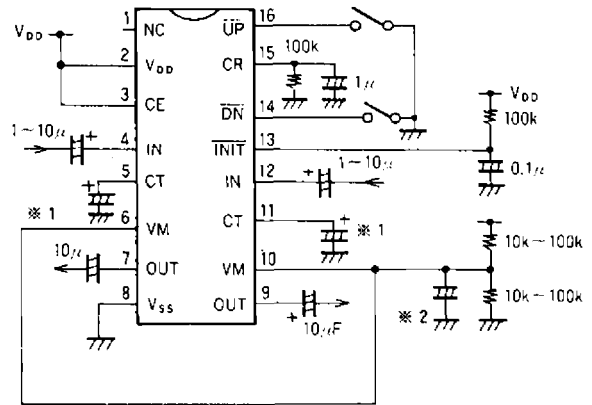 V_DD
1 NC
2 V_DD
3 CE
1~10μ +
4 IN
5 CT
+
※1
6 VM
10μ
7 OUT
8 V_SS
UP 16
100k
CR 15
1μ
DN 14
INIT 13
V_DD
100k
0.1μ
1~10μ
IN 12
+
CT 11
+
※1
VM 10
10k~100k
10k~100k
※2
OUT 9
+
10μF